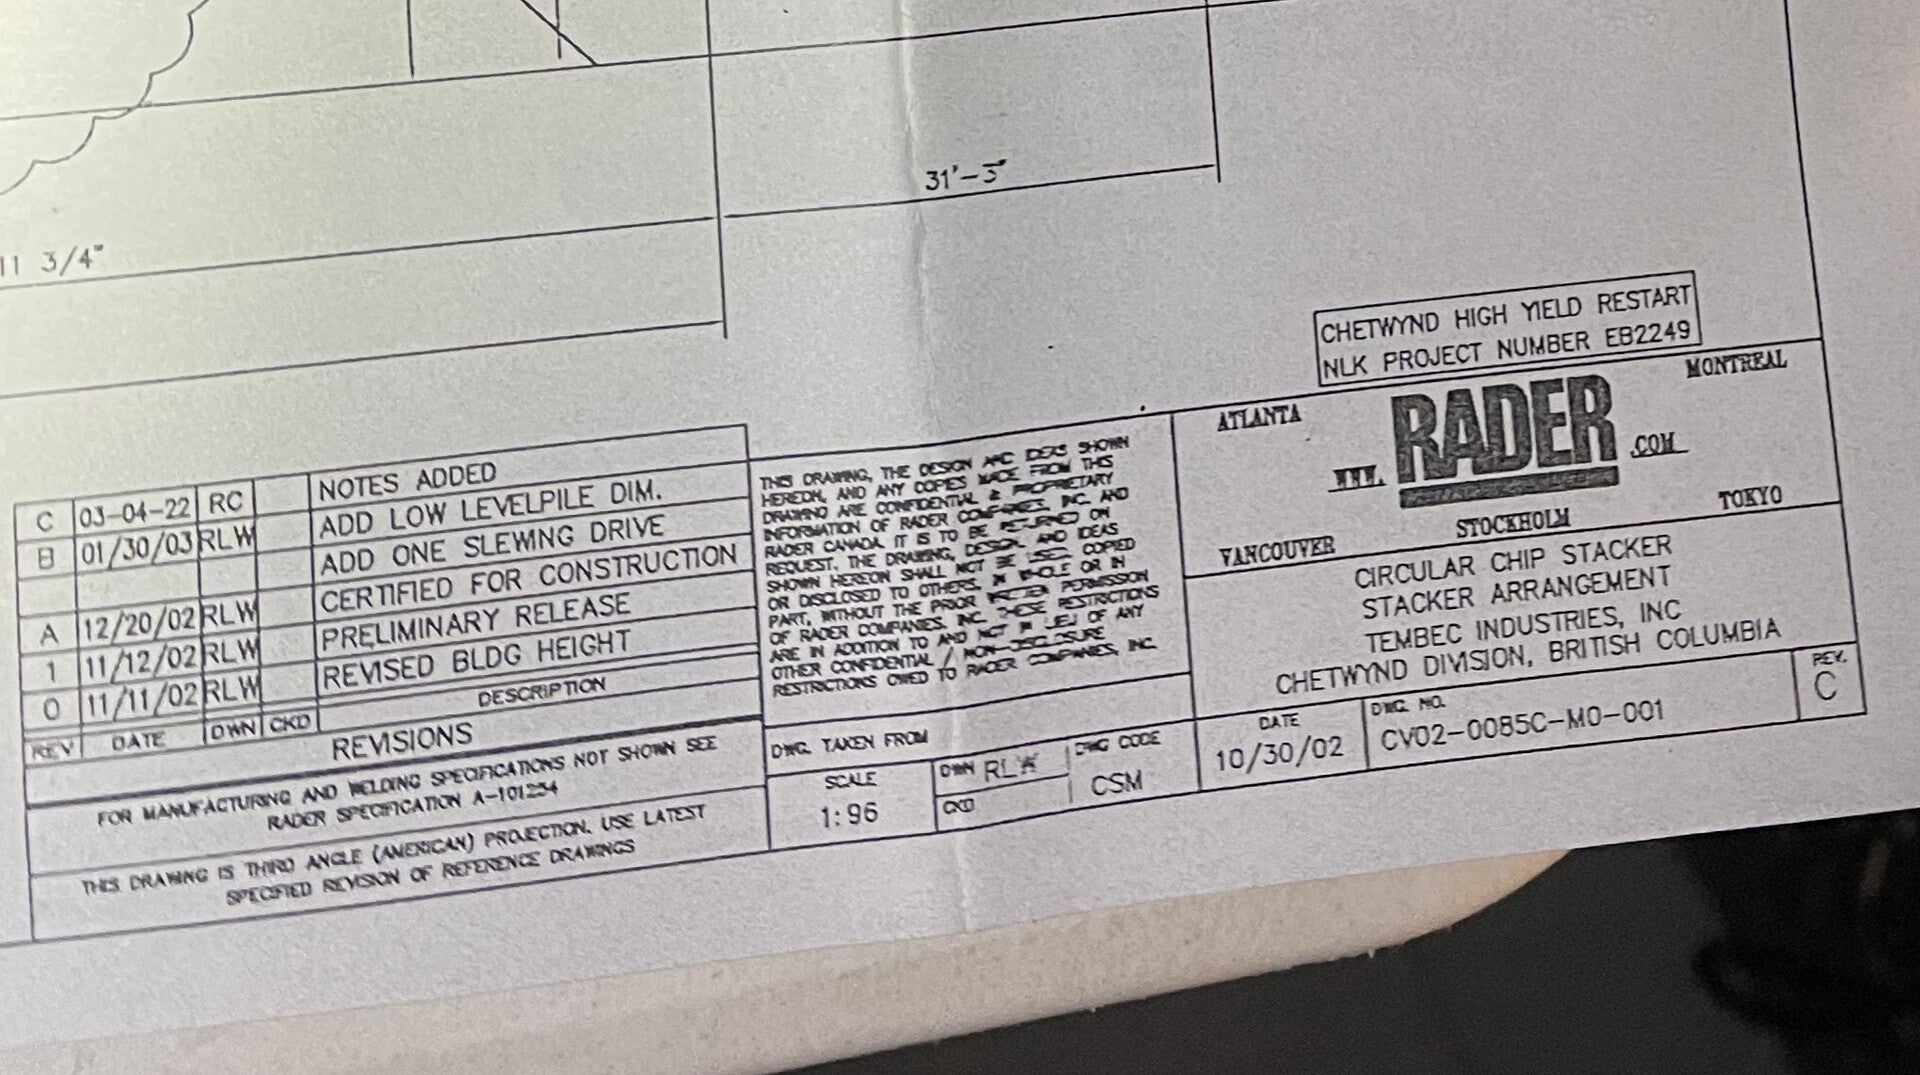 11 3/4"
CHETWYND HIGH YIELD RESTART
NLK PROJECT NUMBER EB2249
ATLANTA
MONTREAL
WWW. RADER .COM
VANCOUVER
STOCKHOLM
TOKYO
CIRCULAR CHIP STACKER
STACKER ARRANGEMENT
TEMBEC INDUSTRIES, INC
CHETWYND DIVISION, BRITISH COLUMBIA
DATE
10/30/02
DWG. NO.
CV02-0085C-M0-001
REV.
C
THIS DRAWING, THE DESIGN AND IDEAS SHOWN
HEREON, AND ANY COPIES MADE FROM THIS
DRAWING ARE CONFIDENTIAL & PROPRIETARY
INFORMATION OF RADER COMPANIES, INC. AND
RADER CANADA. IT IS TO BE RETURNED ON
REQUEST. THE DRAWING, DESIGN, AND IDEAS
SHOWN HEREON SHALL NOT BE USED, COPIED
OR DISCLOSED TO OTHERS, IN WHOLE OR IN
PART, WITHOUT THE PRIOR WRITTEN PERMISSION
OF RADER COMPANIES, INC. THESE RESTRICTIONS
ARE IN ADDITION TO AND NOT IN LIEU OF ANY
OTHER CONFIDENTIAL / NON-DISCLOSURE
RESTRICTIONS OWED TO RADER COMPANIES, INC.
DWG. TAKEN FROM
SCALE
1:96
DWN
CKD
DWG CODE
CSM
C 03-04-22 RC NOTES ADDED
B 01/30/03 RLW ADD LOW LEVELPILE DIM.
ADD ONE SLEWING DRIVE
A 12/20/02 RLW CERTIFIED FOR CONSTRUCTION
1 11/12/02 RLW PRELIMINARY RELEASE
0 11/11/02 RLW REVISED BLDG HEIGHT
REV DATE DWN CKD DESCRIPTION
REVISIONS
FOR MANUFACTURING AND WELDING SPECIFICATIONS NOT SHOWN SEE
RADER SPECIFICATION A-101234
THIS DRAWING IS THIRD ANGLE (AMERICAN) PROJECTION. USE LATEST
SPECIFIED REVISION OF REFERENCE DRAWINGS